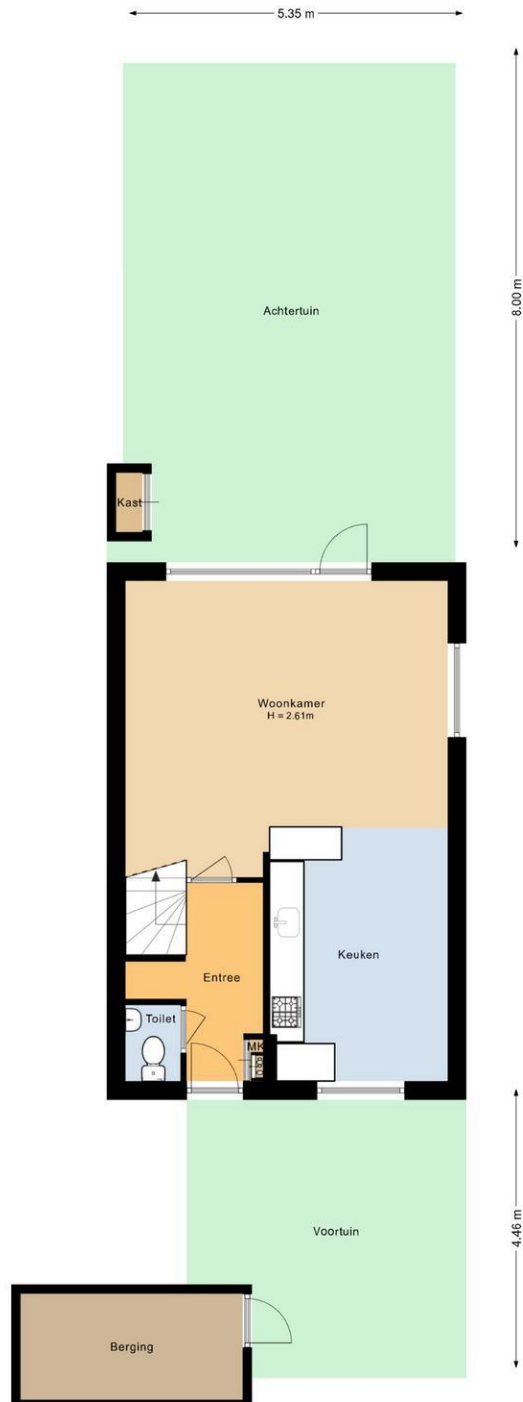 5.35 m
8.00 m
Achtertuin
Kast
Woonkamer
H = 2.61m
Keuken
Entree
Toilet
MK
4.46 m
Voortuin
Berging